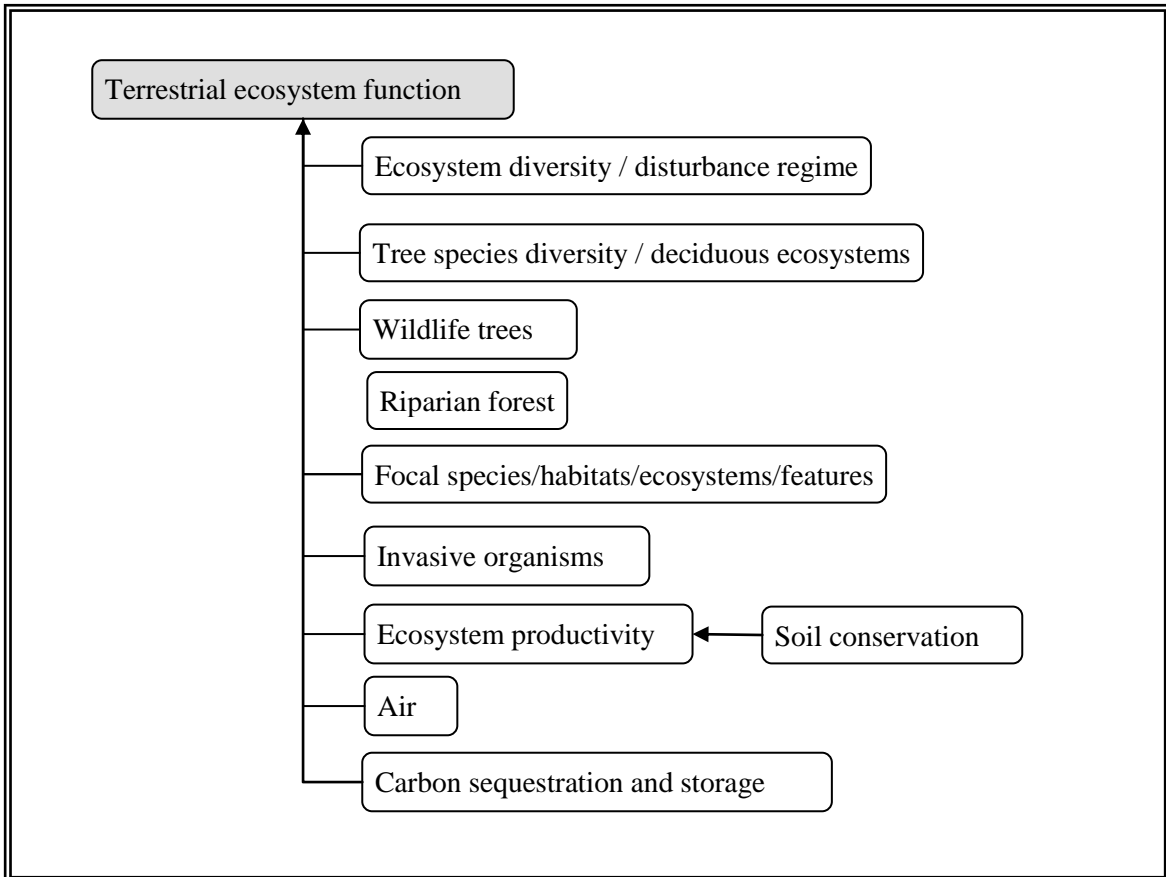 Terrestrial ecosystem function
Ecosystem diversity / disturbance regime
Tree species diversity / deciduous ecosystems
Wildlife trees
Riparian forest
Focal species/habitats/ecosystems/features
Invasive organisms
Ecosystem productivity
Soil conservation
Air
Carbon sequestration and storage